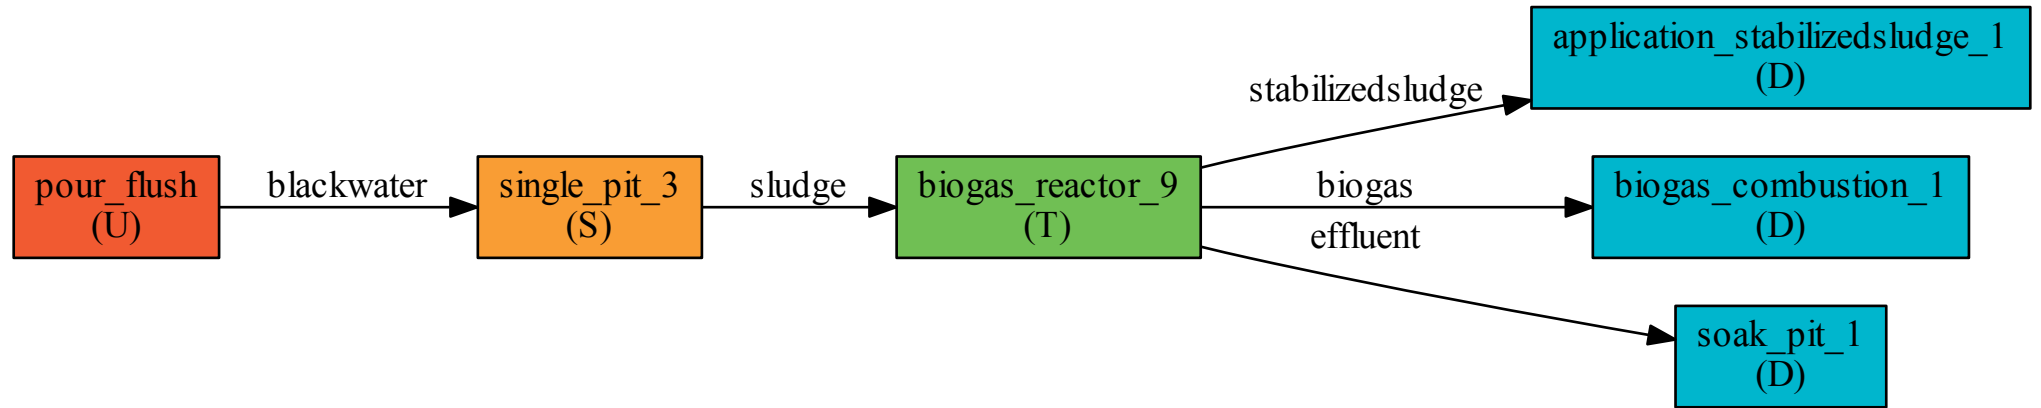 pour_flush
(U)
blackwater
single_pit_3
(S)
sludge
biogas_reactor_9
(T)
stabilizedsludge
biogas
effluent
application_stabilizedsludge_1
(D)
biogas_combustion_1
(D)
soak_pit_1
(D)